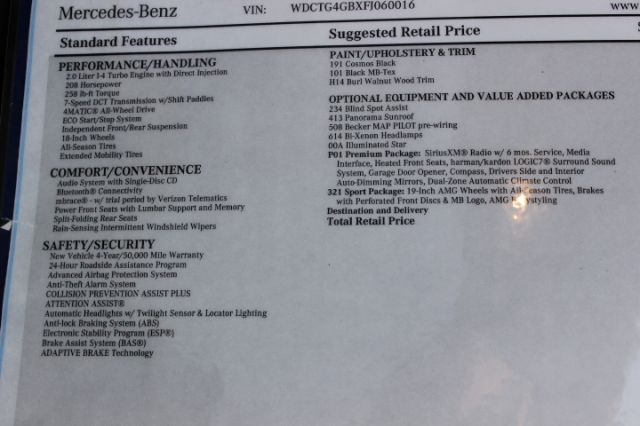 Mercedes-Benz VIN: WDCTG4GBXFJ060016 www
Standard Features
PERFORMANCE/HANDLING
2.0 Liter I-4 Turbo Engine with Direct Injection
208 Horsepower
258 lb-ft Torque
7-Speed DCT Transmission w/Shift Paddles
4MATIC® All-Wheel Drive
ECO Start/Stop System
Independent Front/Rear Suspension
18-Inch Wheels
All-Season Tires
Extended Mobility Tires
COMFORT/CONVENIENCE
Audio System with Single-Disc CD
Bluetooth® Connectivity
mbrace® - w/ trial period by Verizon Telematics
Power Front Seats with Lumbar Support and Memory
Split-Folding Rear Seats
Rain-Sensing Intermittent Windshield Wipers
SAFETY/SECURITY
New Vehicle 4-Year/50,000 Mile Warranty
24-Hour Roadside Assistance Program
Advanced Airbag Protection System
Anti-Theft Alarm System
COLLISION PREVENTION ASSIST PLUS
ATTENTION ASSIST®
Automatic Headlights w/ Twilight Sensor & Locator Lighting
Anti-lock Braking System (ABS)
Electronic Stability Program (ESP®)
Brake Assist System (BAS®)
ADAPTIVE BRAKE Technology
Suggested Retail Price
PAINT/UPHOLSTERY & TRIM
191 Cosmos Black
101 Black MB-Tex
H14 Burl Walnut Wood Trim
OPTIONAL EQUIPMENT AND VALUE ADDED PACKAGES
234 Blind Spot Assist
413 Panorama Sunroof
508 Becker MAP PILOT pre-wiring
614 Bi-Xenon Headlamps
00A Illuminated Star
P01 Premium Package: SiriusXM® Radio w/ 6 mos. Service, Media
Interface, Heated Front Seats, harman/kardon LOGIC7® Surround Sound
System, Garage Door Opener, Compass, Drivers Side and Interior
Auto-Dimming Mirrors, Dual-Zone Automatic Climate Control
321 Sport Package: 19-Inch AMG Wheels with All-Season Tires, Brakes
with Perforated Front Discs & MB Logo, AMG
Destination and Delivery
Total Retail Price